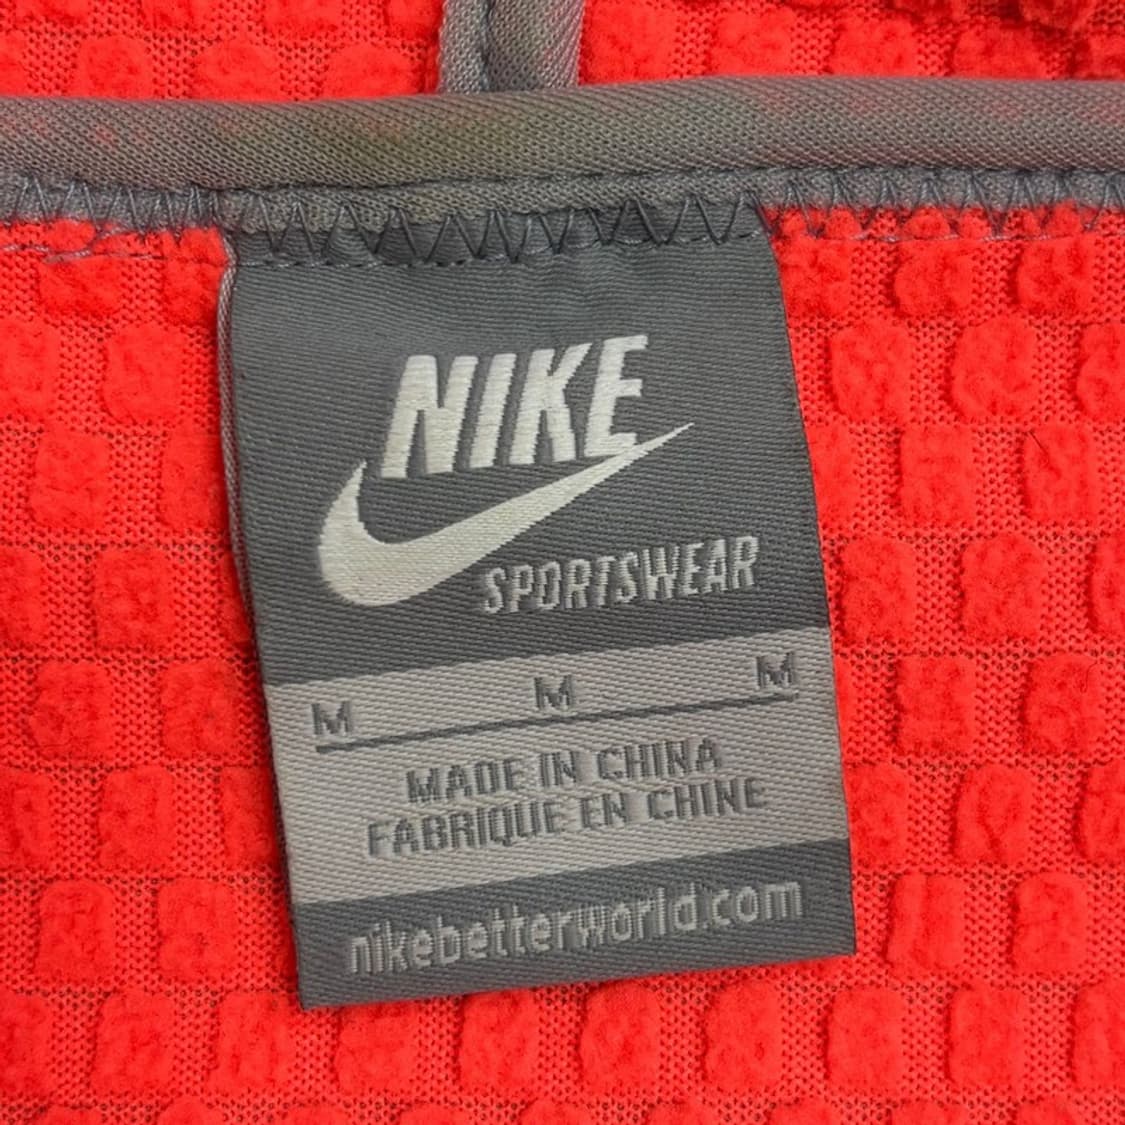 NIKE
SPORTSWEAR
M M M
MADE IN CHINA
FABRIQUE EN CHINE
nikebetterworld.com